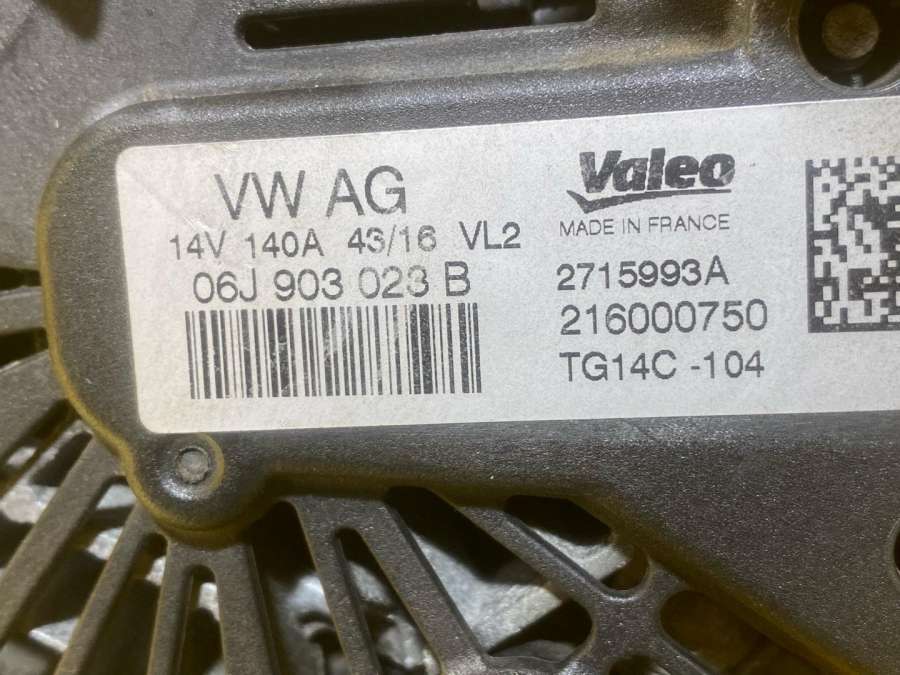 VW AG
14V 140A 43/16 VL2
06J 903 023 B
Valeo
MADE IN FRANCE
2715993A
216000750
TG14C -104